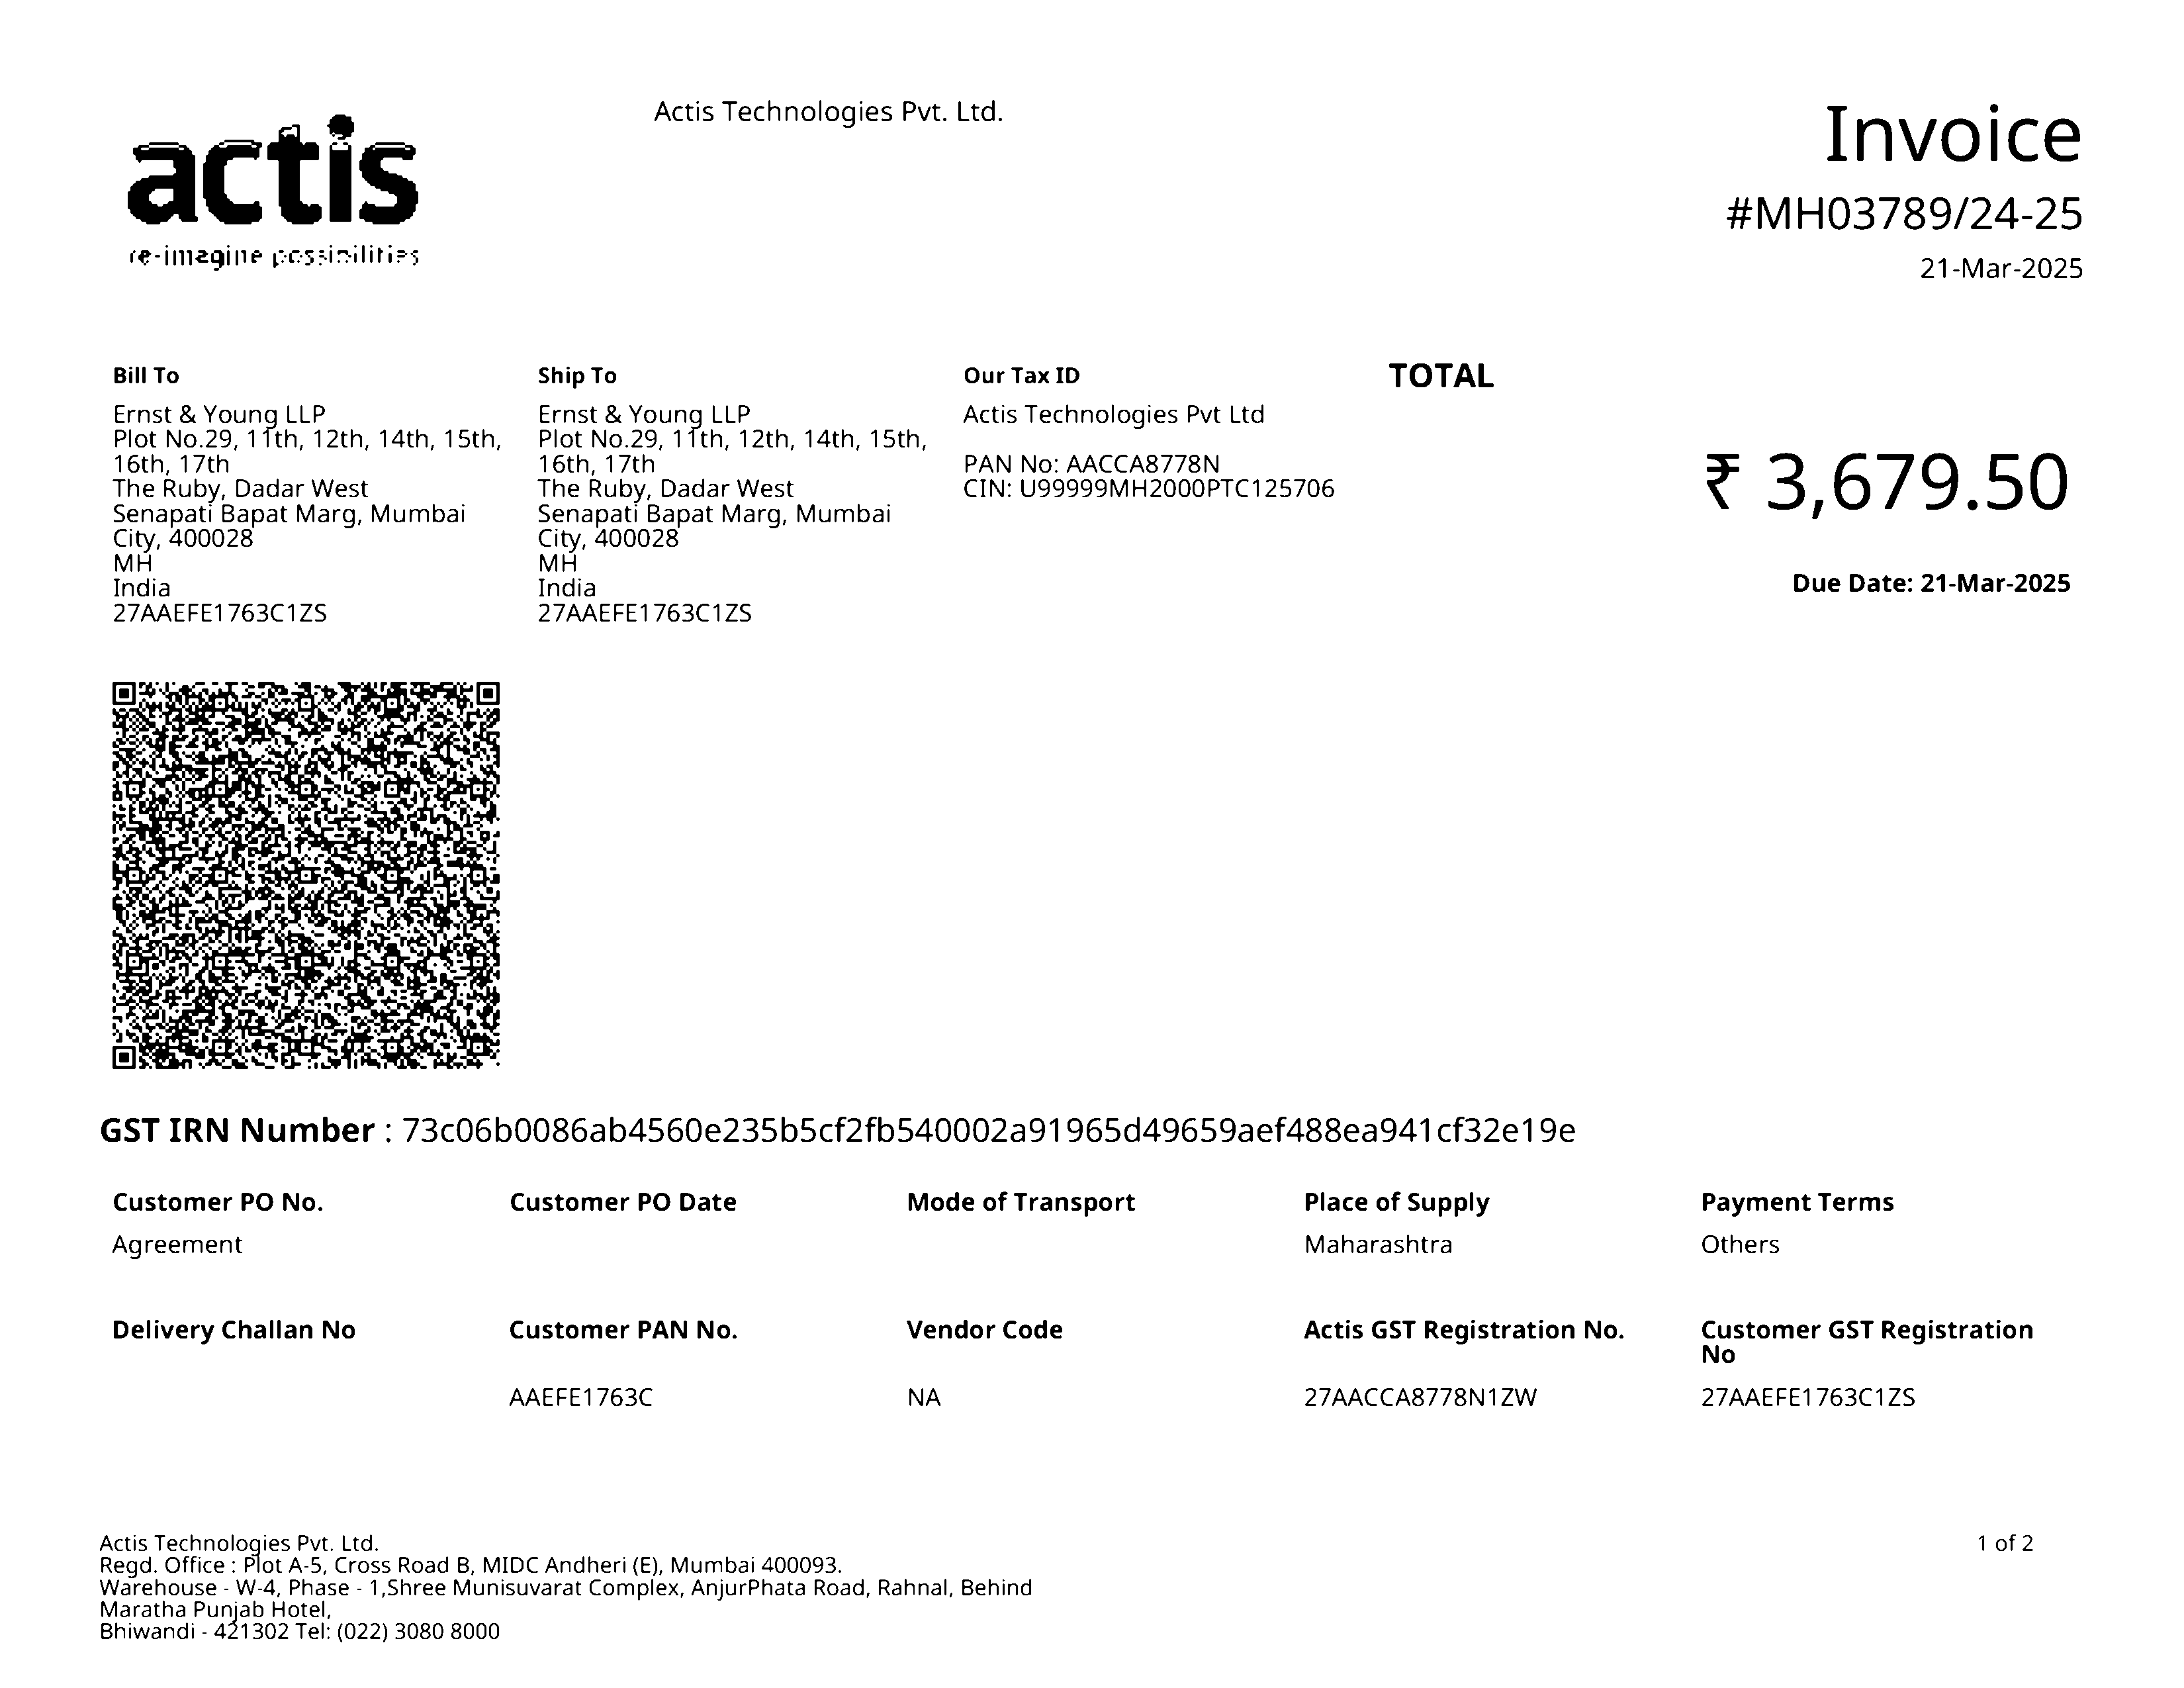 actis
re-imagine possibilities
Actis Technologies Pvt. Ltd.
Invoice
#MH03789/24-25
21-Mar-2025
Bill To
Ernst & Young LLP
Plot No.29, 11th, 12th, 14th, 15th,
16th, 17th
The Ruby, Dadar West
Senapati Bapat Marg, Mumbai
City, 400028
MH
India
27AAEFE1763C1ZS
Ship To
Ernst & Young LLP
Plot No.29, 11th, 12th, 14th, 15th,
16th, 17th
The Ruby, Dadar West
Senapati Bapat Marg, Mumbai
City, 400028
MH
India
27AAEFE1763C1ZS
Our Tax ID
Actis Technologies Pvt Ltd
PAN No: AACCA8778N
CIN: U99999MH2000PTC125706
TOTAL
₹ 3,679.50
Due Date: 21-Mar-2025
GST IRN Number : 73c06b0086ab4560e235b5cf2fb540002a91965d49659aef488ea941cf32e19e
Customer PO No.
Agreement
Customer PO Date
Mode of Transport
Place of Supply
Maharashtra
Payment Terms
Others
Delivery Challan No
Customer PAN No.
AAEFE1763C
Vendor Code
NA
Actis GST Registration No.
27AACCA8778N1ZW
Customer GST Registration
No
27AAEFE1763C1ZS
Actis Technologies Pvt. Ltd.
Regd. Office : Plot A-5, Cross Road B, MIDC Andheri (E), Mumbai 400093.
Warehouse - W-4, Phase - 1,Shree Munisuvarat Complex, AnjurPhata Road, Rahnal, Behind
Maratha Punjab Hotel,
Bhiwandi - 421302 Tel: (022) 3080 8000
1 of 2